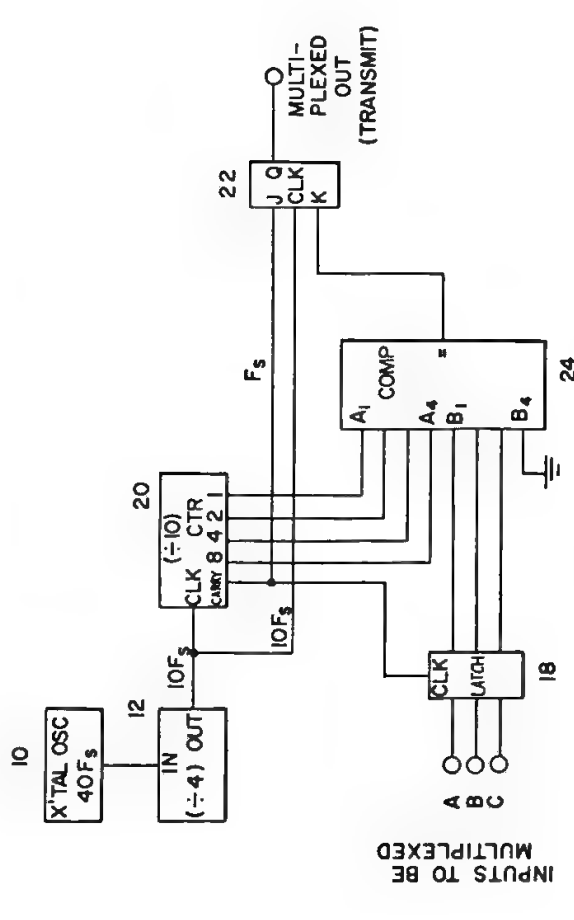 10
X'TAL OSC
40Fs
12
IN
(÷4) OUT
10Fs
20
(÷10)
CLK CTR
CARRY 8 4 2 1
10Fs
Fs
22
J Q
CLK
K
MULTI-
PLEXED
OUT
(TRANSMIT)
A1
COMP
=
A4
B1
B4
24
CLK
LATCH
18
A
B
C
INPUTS TO BE
MULTIPLEXED